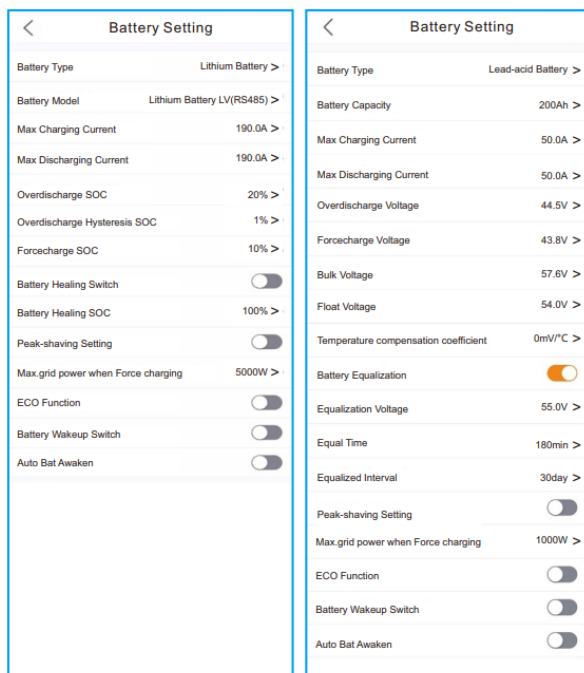 Battery Setting
Battery Type Lithium Battery >
Battery Model Lithium Battery LV(RS485) >
Max Charging Current 190.0A >
Max Discharging Current 190.0A >
Overdischarge SOC 20% >
Overdischarge Hysteresis SOC 1% >
Forcecharge SOC 10% >
Battery Healing Switch
Battery Healing SOC 100% >
Peak-shaving Setting
Max.grid power when Force charging 5000W >
ECO Function
Battery Wakeup Switch
Auto Bat Awaken
Battery Setting
Battery Type Lead-acid Battery >
Battery Capacity 200Ah >
Max Charging Current 50.0A >
Max Discharging Current 50.0A >
Overdischarge Voltage 44.5V >
Forcecharge Voltage 43.8V >
Bulk Voltage 57.6V >
Float Voltage 54.0V >
Temperature compensation coefficient 0mV/°C >
Battery Equalization
Equalization Voltage 55.0V >
Equal Time 180min >
Equalized Interval 30day >
Peak-shaving Setting
Max.grid power when Force charging 1000W >
ECO Function
Battery Wakeup Switch
Auto Bat Awaken